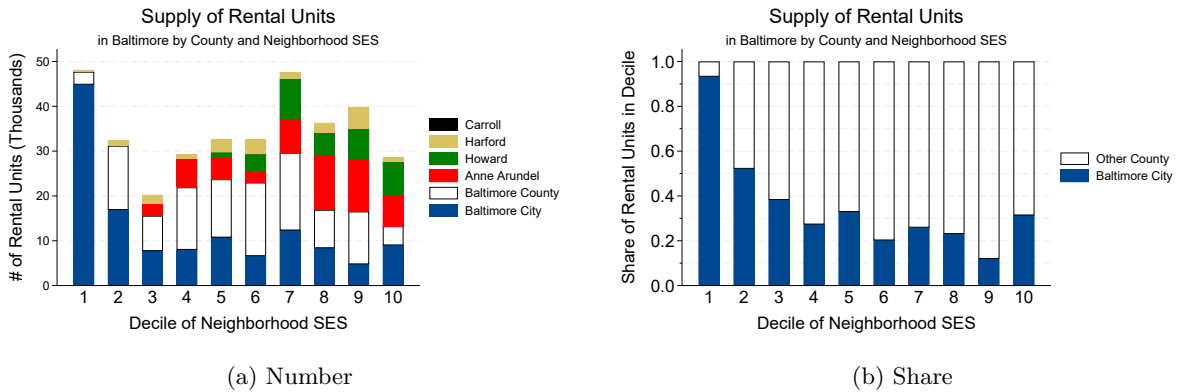 Supply of Rental Units
in Baltimore by County and Neighborhood SES
# of Rental Units (Thousands)
50
40
30
20
10
0
1 2 3 4 5 6 7 8 9 10
Decile of Neighborhood SES
Carroll
Harford
Howard
Anne Arundel
Baltimore County
Baltimore City
(a) Number
Supply of Rental Units
in Baltimore by County and Neighborhood SES
Share of Rental Units in Decile
1.0
0.8
0.6
0.4
0.2
0.0
1 2 3 4 5 6 7 8 9 10
Decile of Neighborhood SES
Other County
Baltimore City
(b) Share